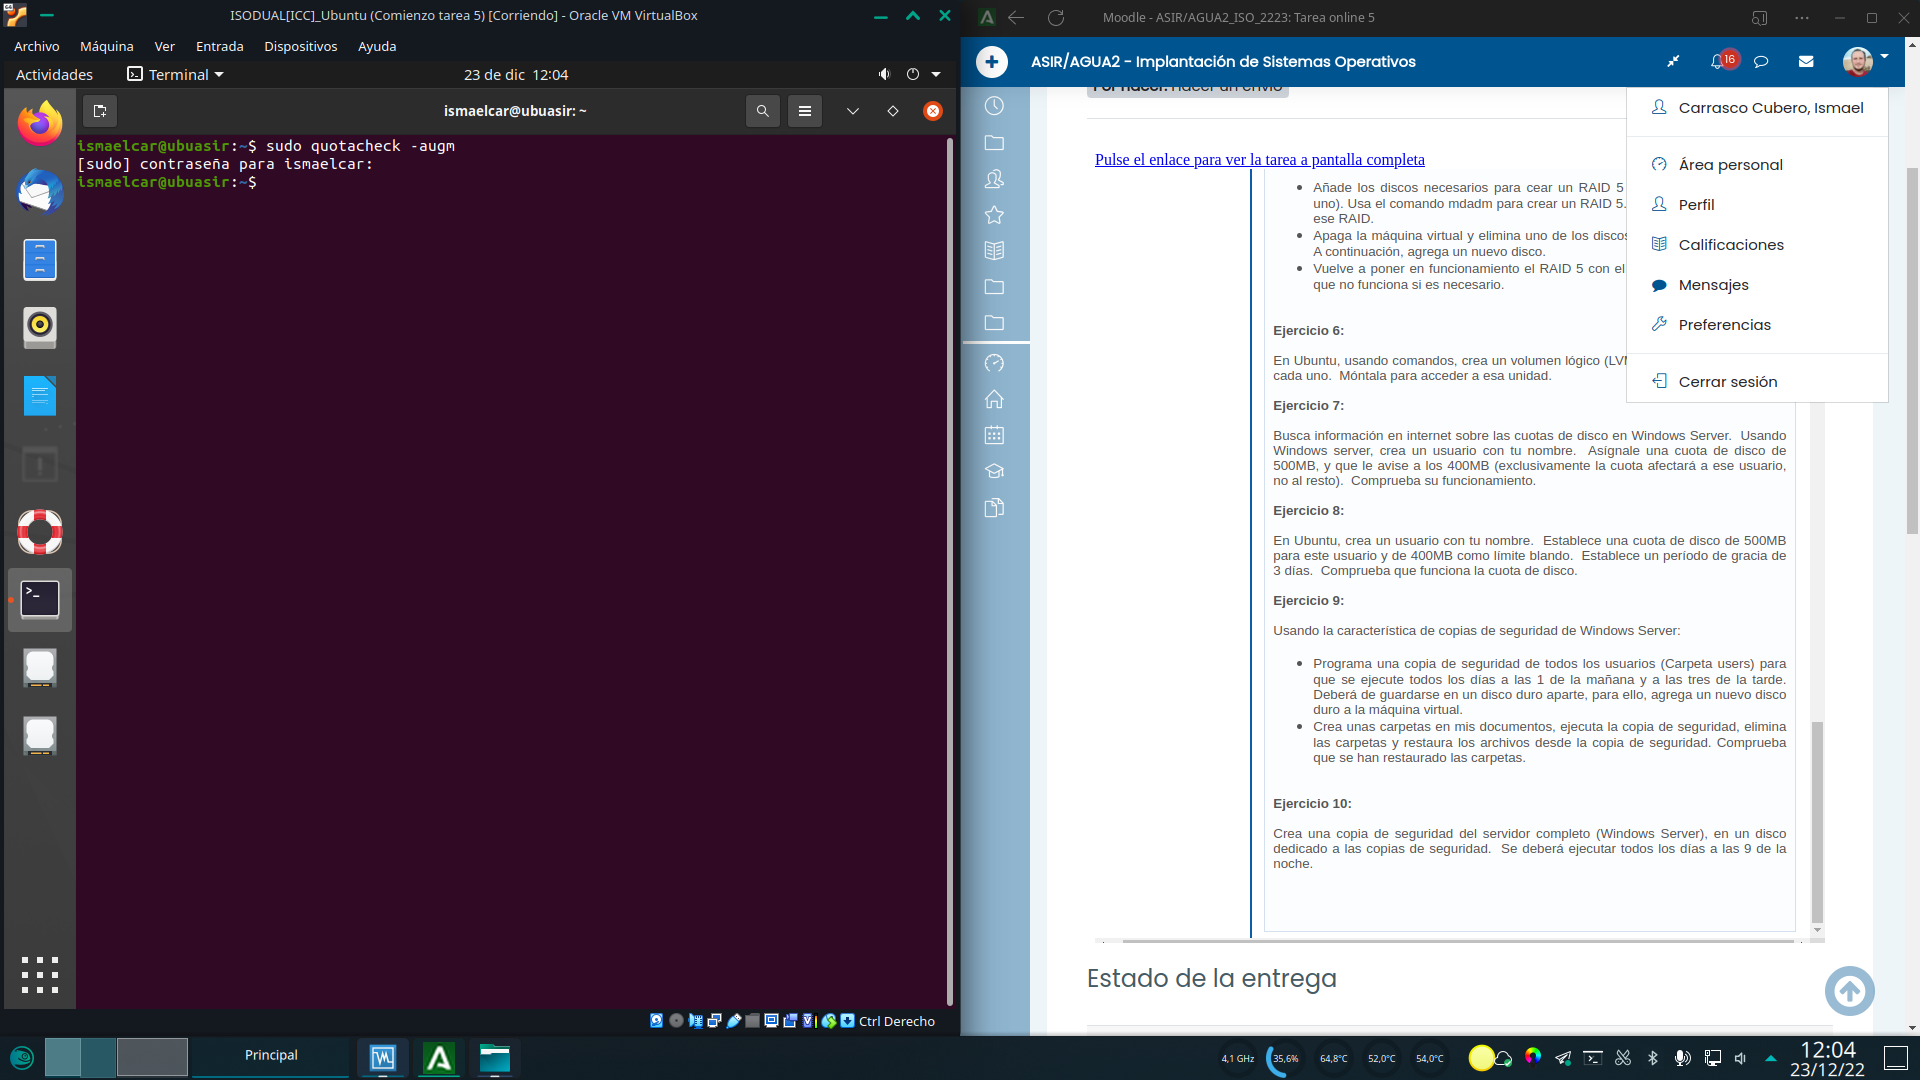 ISODUAL[ICC]_Ubuntu (Comienzo tarea 5) [Corriendo] - Oracle VM VirtualBox
Archivo Máquina Ver Entrada Dispositivos Ayuda
Actividades Terminal 23 de dic 12:04
ismaelcar@ubuasir: ~
ismaelcar@ubuasir:~$ sudo quotacheck -augm
[sudo] contraseña para ismaelcar:
ismaelcar@ubuasir:~$
Ctrl Derecho
Moodle - ASIR/AGUA2_ISO_2223: Tarea online 5
ASIR/AGUA2 - Implantación de Sistemas Operativos
16
Por hacer: Hacer un envío
Carrasco Cubero, Ismael
Área personal
Perfil
Calificaciones
Mensajes
Preferencias
Cerrar sesión
Pulse el enlace para ver la tarea a pantalla completa
Añade los discos necesarios para cear un RAID 5
uno). Usa el comando mdadm para crear un RAID 5.
ese RAID.
Apaga la máquina virtual y elimina uno de los discos
A continuación, agrega un nuevo disco.
Vuelve a poner en funcionamiento el RAID 5 con el
que no funciona si es necesario.
Ejercicio 6:
En Ubuntu, usando comandos, crea un volumen lógico (LVM
cada uno. Móntala para acceder a esa unidad.
Ejercicio 7:
Busca información en internet sobre las cuotas de disco en Windows Server. Usando
Windows server, crea un usuario con tu nombre. Asígnale una cuota de disco de
500MB, y que le avise a los 400MB (exclusivamente la cuota afectará a ese usuario,
no al resto). Comprueba su funcionamiento.
Ejercicio 8:
En Ubuntu, crea un usuario con tu nombre. Establece una cuota de disco de 500MB
para este usuario y de 400MB como límite blando. Establece un período de gracia de
3 días. Comprueba que funciona la cuota de disco.
Ejercicio 9:
Usando la característica de copias de seguridad de Windows Server:
Programa una copia de seguridad de todos los usuarios (Carpeta users) para
que se ejecute todos los días a las 1 de la mañana y a las tres de la tarde.
Deberá de guardarse en un disco duro aparte, para ello, agrega un nuevo disco
duro a la máquina virtual.
Crea unas carpetas en mis documentos, ejecuta la copia de seguridad, elimina
las carpetas y restaura los archivos desde la copia de seguridad. Comprueba
que se han restaurado las carpetas.
Ejercicio 10:
Crea una copia de seguridad del servidor completo (Windows Server), en un disco
dedicado a las copias de seguridad. Se deberá ejecutar todos los días a las 9 de la
noche.
Estado de la entrega
Principal
4,1 GHz 35,6% 64,8°C 52,0°C 54,0°C
12:04
23/12/22